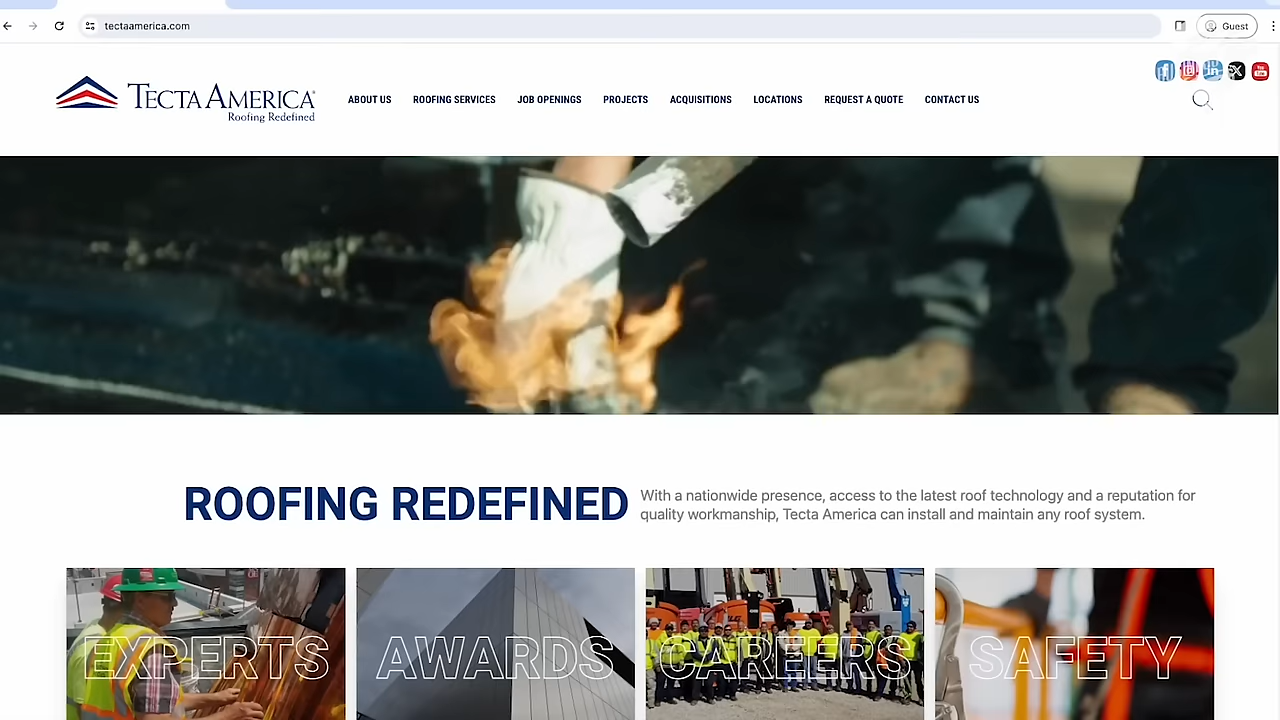 tectaamerica.com
Guest
TECTA AMERICA
Roofing Redefined
ABOUT US
ROOFING SERVICES
JOB OPENINGS
PROJECTS
ACQUISITIONS
LOCATIONS
REQUEST A QUOTE
CONTACT US
ROOFING REDEFINED
With a nationwide presence, access to the latest roof technology and a reputation for
quality workmanship, Tecta America can install and maintain any roof system.
EXPERTS
AWARDS
CAREERS
SAFETY